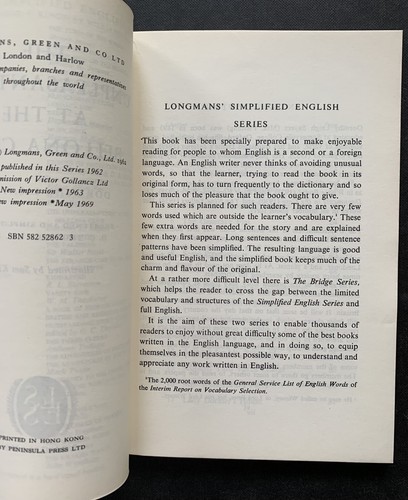 NS, GREEN AND CO LTD
London and Harlow
mpanies, branches and representatives
throughout the world
Longmans, Green and Co., Ltd. 1962
published in this Series 1962
mission of Victor Gollancz Ltd
New impression * 1963
w impression * May 1969
SBN 582 52862 3
PRINTED IN HONG KONG
Y PENINSULA PRESS LTD
LONGMANS' SIMPLIFIED ENGLISH
SERIES
This book has been specially prepared to make enjoyable
reading for people to whom English is a second or a foreign
language. An English writer never thinks of avoiding unusual
words, so that the learner, trying to read the book in its
original form, has to turn frequently to the dictionary and so
loses much of the pleasure that the book ought to give.
This series is planned for such readers. There are very few
words used which are outside the learner's vocabulary.¹ These
few extra words are needed for the story and are explained
when they first appear. Long sentences and difficult sentence
patterns have been simplified. The resulting language is good
and useful English, and the simplified book keeps much of the
charm and flavour of the original.
At a rather more difficult level there is The Bridge Series,
which helps the reader to cross the gap between the limited
vocabulary and structures of the Simplified English Series and
full English.
It is the aim of these two series to enable thousands of
readers to enjoy without great difficulty some of the best books
written in the English language, and in doing so, to equip
themselves in the pleasantest possible way, to understand and
appreciate any work written in English.
¹The 2,000 root words of the General Service List of English Words of
the Interim Report on Vocabulary Selection.